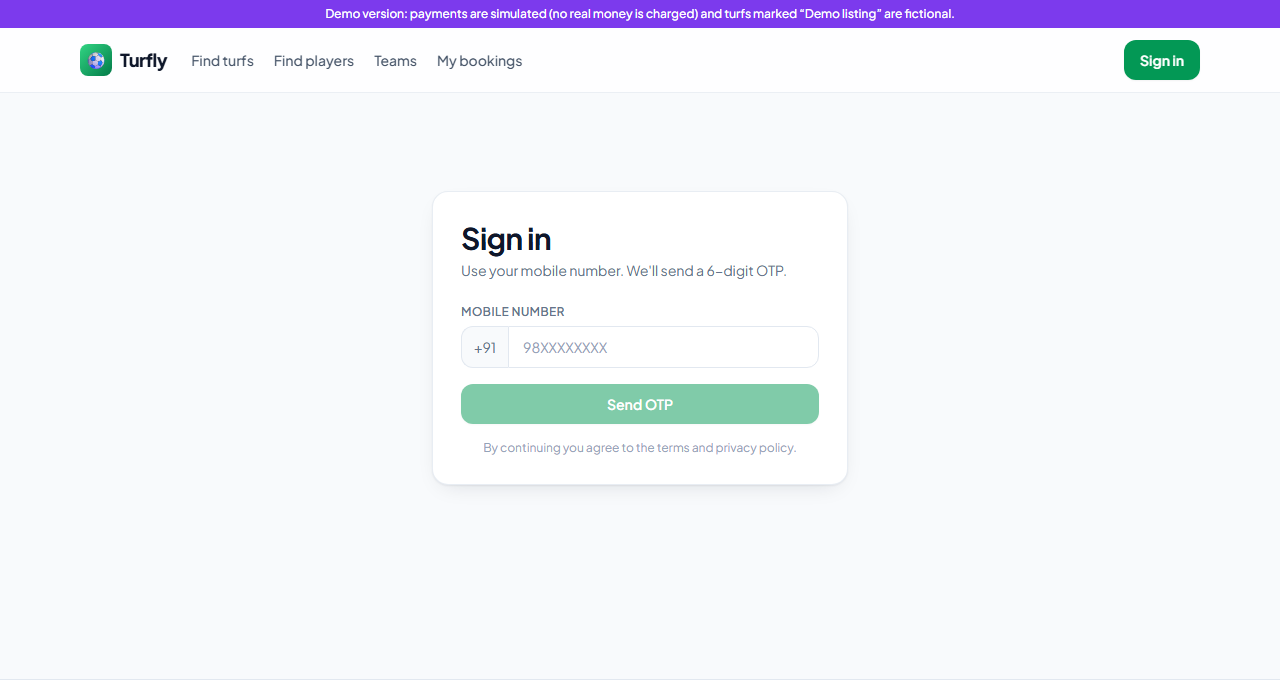 Demo version: payments are simulated (no real money is charged) and turfs marked “Demo listing” are fictional.
Turfly
Find turfs
Find players
Teams
My bookings
Sign in
Sign in
Use your mobile number. We'll send a 6-digit OTP.
MOBILE NUMBER
+91
98XXXXXXXX
Send OTP
By continuing you agree to the terms and privacy policy.